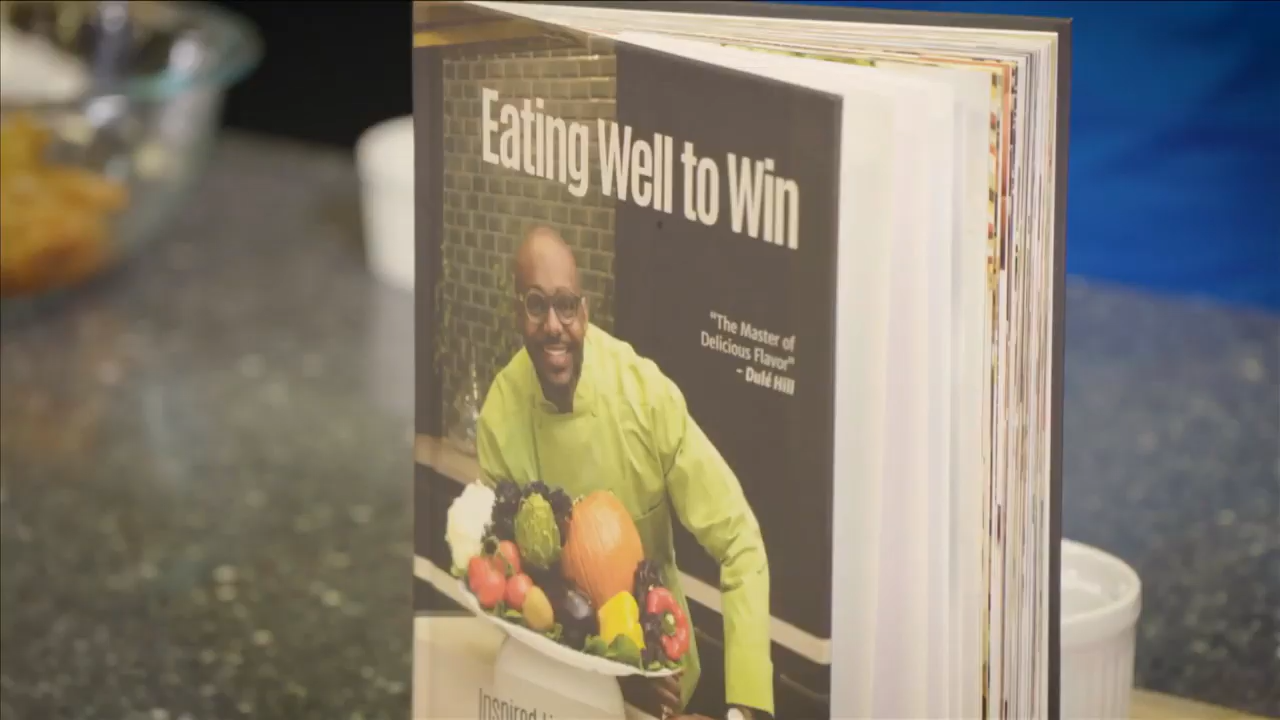 Eating Well to Win
"The Master of
Delicious Flavor"
- Dulé Hill
Inspired